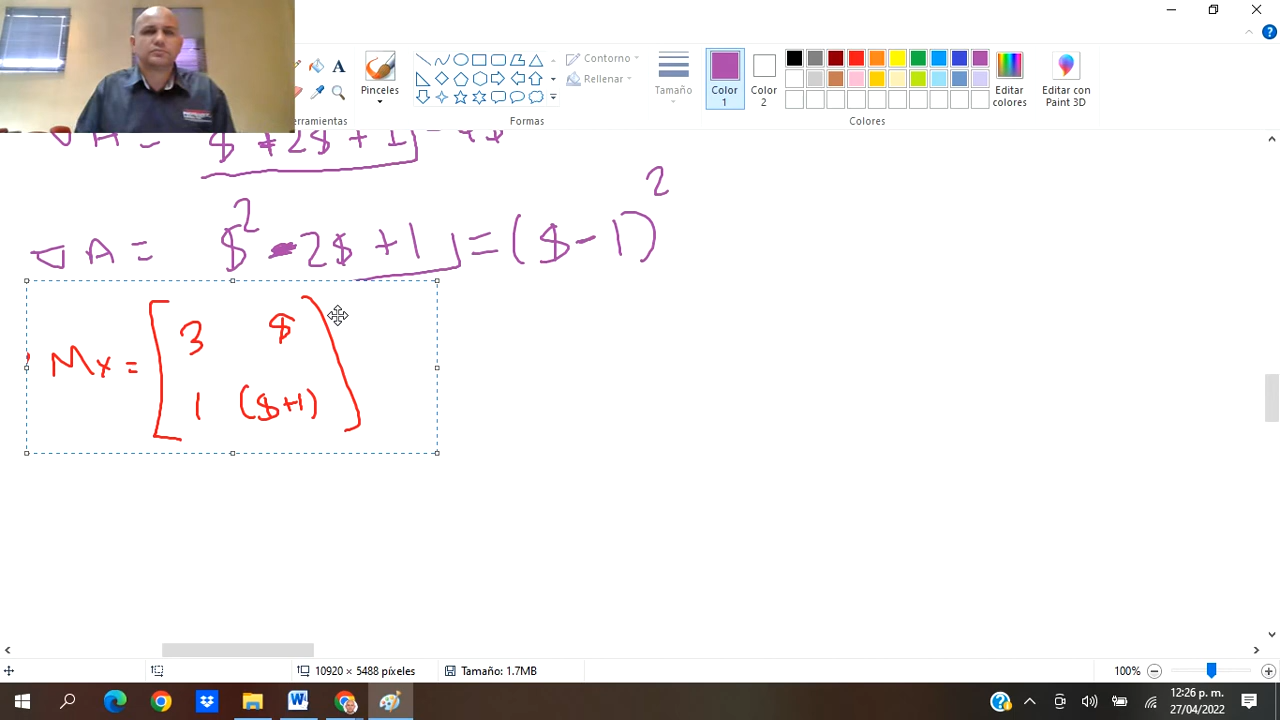 Contorno
Rellenar
Pinceles
Tamaño
Color 1
Color 2
Editar colores
Editar con Paint 3D
erramientas
Formas
Colores
∇A = $² - 2$ + 1 = ($ - 1)²
Mx = [ 3 $
1 ($+1) ]
10920 × 5488 píxeles
Tamaño: 1.7MB
100%
12:26 p. m.
27/04/2022